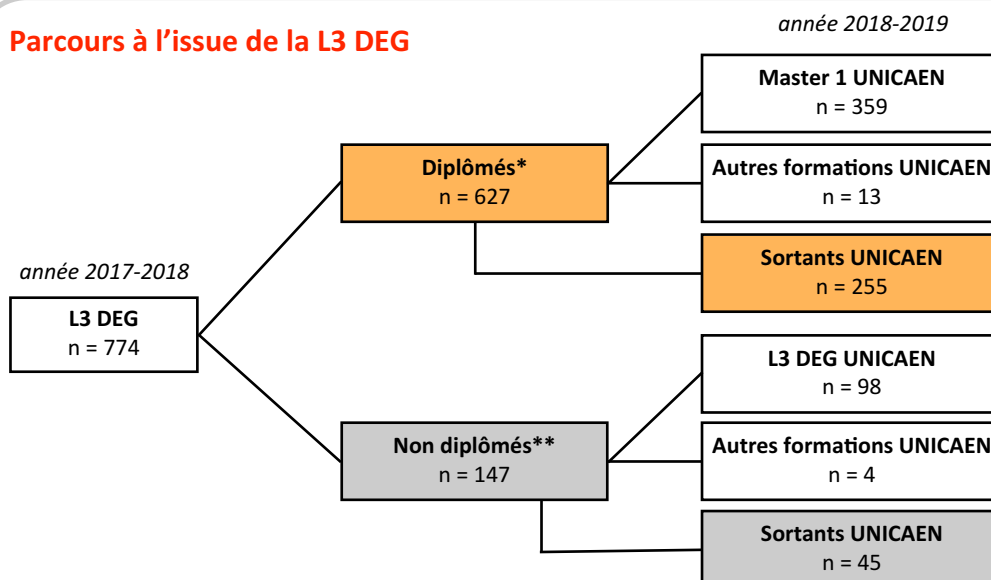 Parcours à l'issue de la L3 DEG
année 2018-2019
Master 1 UNICAEN
n = 359
Diplômés*
n = 627
Autres formations UNICAEN
n = 13
Sortants UNICAEN
n = 255
année 2017-2018
L3 DEG
n = 774
L3 DEG UNICAEN
n = 98
Non diplômés**
n = 147
Autres formations UNICAEN
n = 4
Sortants UNICAEN
n = 45